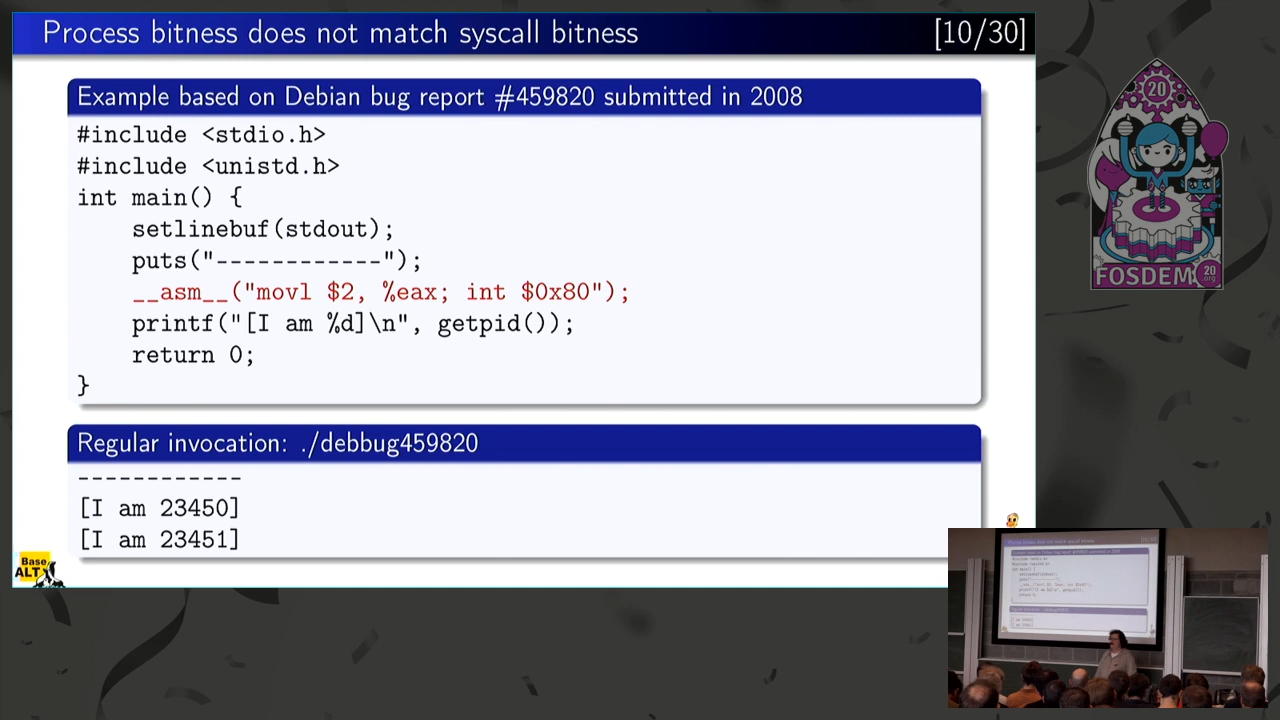 Process bitness does not match syscall bitness [10/30]
Example based on Debian bug report #459820 submitted in 2008
#include <stdio.h>
#include <unistd.h>
int main() {
setlinebuf(stdout);
puts("------------");
__asm__("movl $2, %eax; int $0x80");
printf("[I am %d]\n", getpid());
return 0;
}
Regular invocation: ./debbug459820
------------
[I am 23450]
[I am 23451]
Base
ALT
20
FOSDEM 20
.org